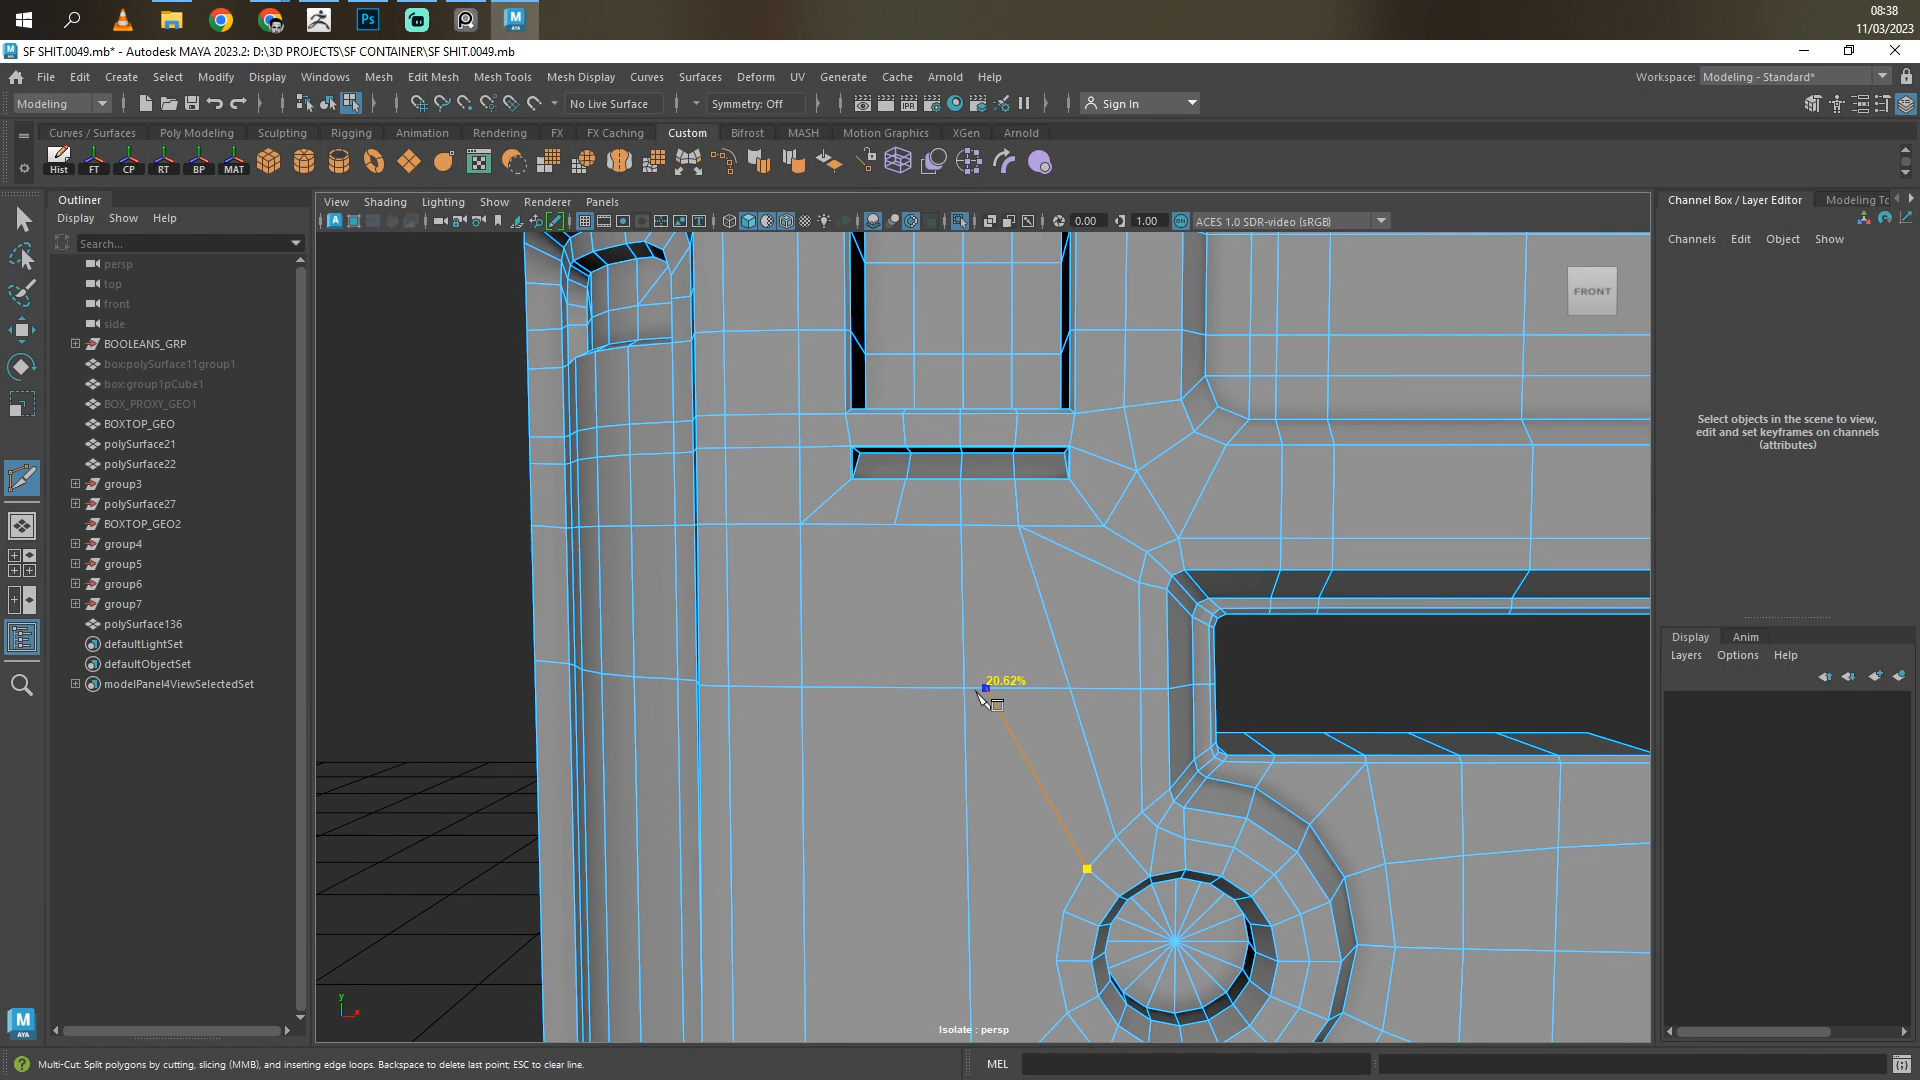 08:38
11/03/2023
Ps
SF SHIT.0049.mb* - Autodesk MAYA 2023.2: D:\3D PROJECTS\SF CONTAINER\SF SHIT.0049.mb
File Edit Create Select Modify Display Windows Mesh Edit Mesh Mesh Tools Mesh Display Curves Surfaces Deform UV Generate Cache Arnold Help
Workspace: Modeling - Standard*
Modeling
No Live Surface
Symmetry: Off
IPR
Sign In
Curves / Surfaces Poly Modeling Sculpting Rigging Animation Rendering FX FX Caching Custom Bifrost MASH Motion Graphics XGen Arnold
Hist FT CP RT BP MAT
Outliner
Display Show Help
Search...
persp
top
front
side
BOOLEANS_GRP
box:polySurface11group1
box:group1pCube1
BOX_PROXY_GEO1
BOXTOP_GEO
polySurface21
polySurface22
group3
polySurface27
BOXTOP_GEO2
group4
group5
group6
group7
polySurface136
defaultLightSet
defaultObjectSet
modelPanel4ViewSelectedSet
View Shading Lighting Show Renderer Panels
0.00
1.00
ON
ACES 1.0 SDR-video (sRGB)
FRONT
20.62%
y
x
Isolate : persp
Channel Box / Layer Editor
Modeling To
Channels Edit Object Show
Select objects in the scene to view,
edit and set keyframes on channels
(attributes)
Display Anim
Layers Options Help
M
AYA
Multi-Cut: Split polygons by cutting, slicing (MMB), and inserting edge loops. Backspace to delete last point; ESC to clear line.
MEL